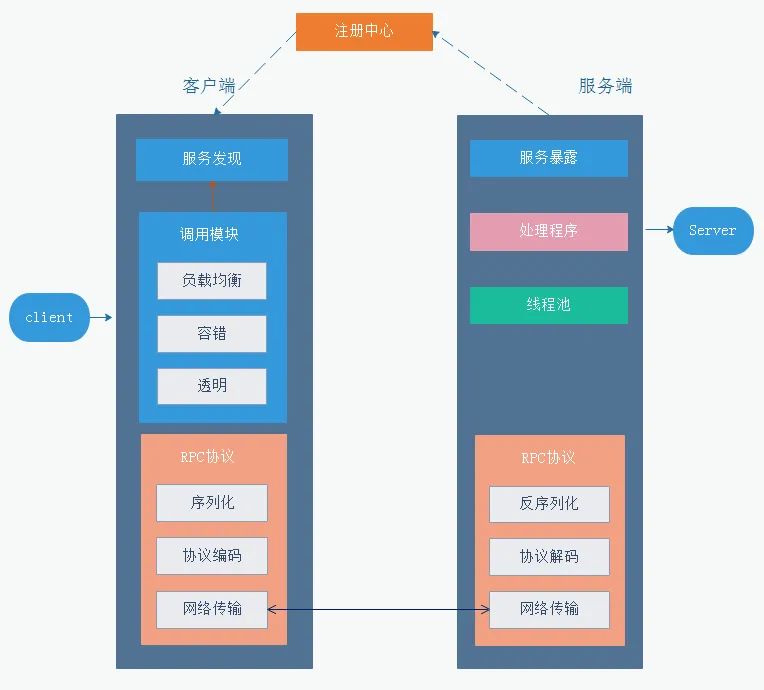 注册中心
客户端
服务端
服务发现
调用模块
负载均衡
容错
透明
client
RPC协议
序列化
协议编码
网络传输
服务暴露
处理程序
Server
线程池
RPC协议
反序列化
协议解码
网络传输